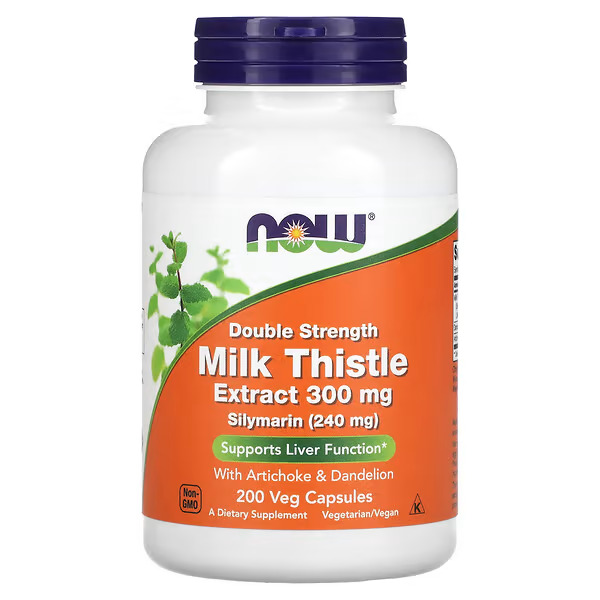 NOW®
Double Strength
Milk Thistle
Extract 300 mg
Silymarin (240 mg)
Supports Liver Function*
With Artichoke & Dandelion
200 Veg Capsules
Non-
GMO
A Dietary Supplement Vegetarian/Vegan
K